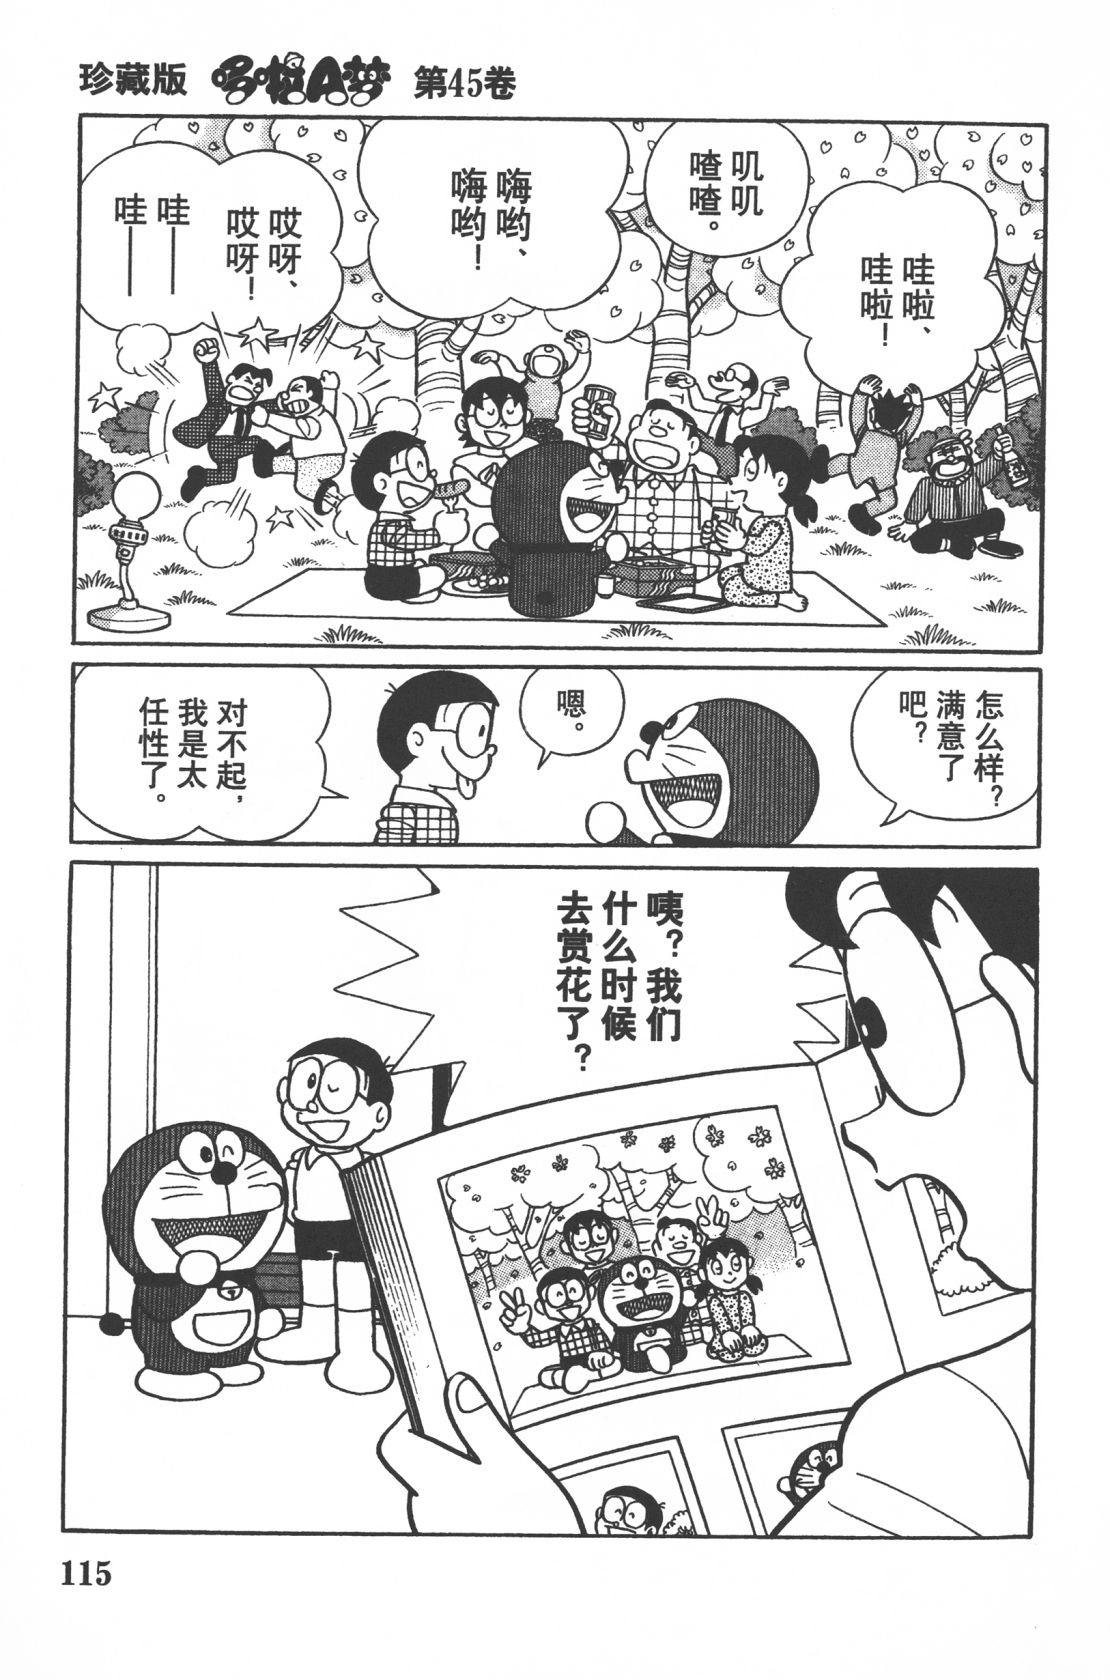 珍藏版 哆啦A梦 第45卷
哇啦、
哇啦！
叽叽
喳喳。
嗨哟、
嗨哟！
哎呀、
哎呀！
哇——
哇——
怎么样？
满意了
吧？
嗯。
对不起，
我是太
任性了。
咦？我们
什么时候
去赏花了？
115